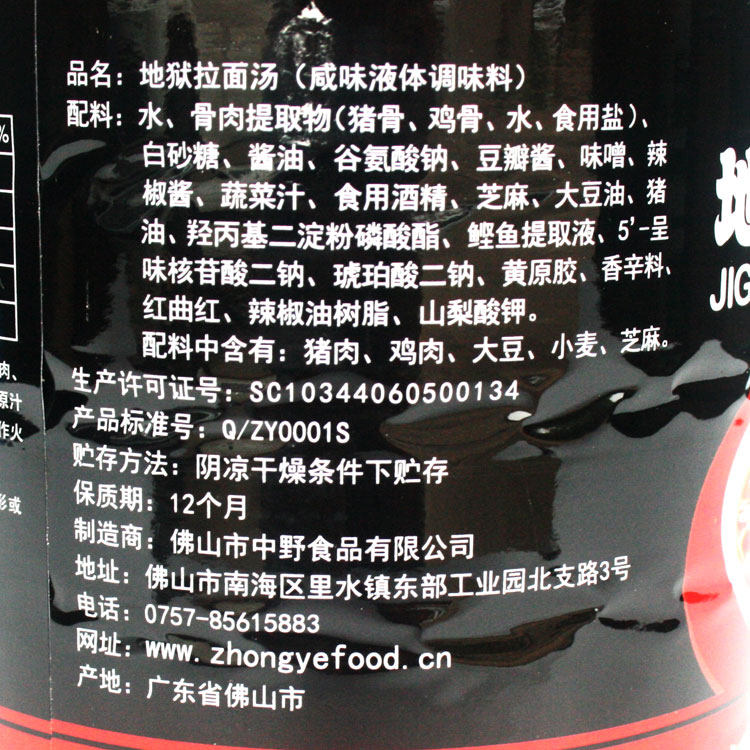 品名：地狱拉面汤（咸味液体调味料）
配料：水、骨肉提取物（猪骨、鸡骨、水、食用盐）、
白砂糖、酱油、谷氨酸钠、豆瓣酱、味噌、辣
椒酱、蔬菜汁、食用酒精、芝麻、大豆油、猪
油、羟丙基二淀粉磷酸酯、鲣鱼提取液、5'-呈
味核苷酸二钠、琥珀酸二钠、黄原胶、香辛料、
红曲红、辣椒油树脂、山梨酸钾。
配料中含有：猪肉、鸡肉、大豆、小麦、芝麻。
生产许可证号：SC10344060500134
产品标准号：Q/ZY0001S
贮存方法：阴凉干燥条件下贮存
保质期：12个月
制造商：佛山市中野食品有限公司
地址：佛山市南海区里水镇东部工业园北支路3号
电话：0757-85615883
网址：www.zhongyefood.cn
产地：广东省佛山市
%
肉、
原汁
作火
形或
地
JIG